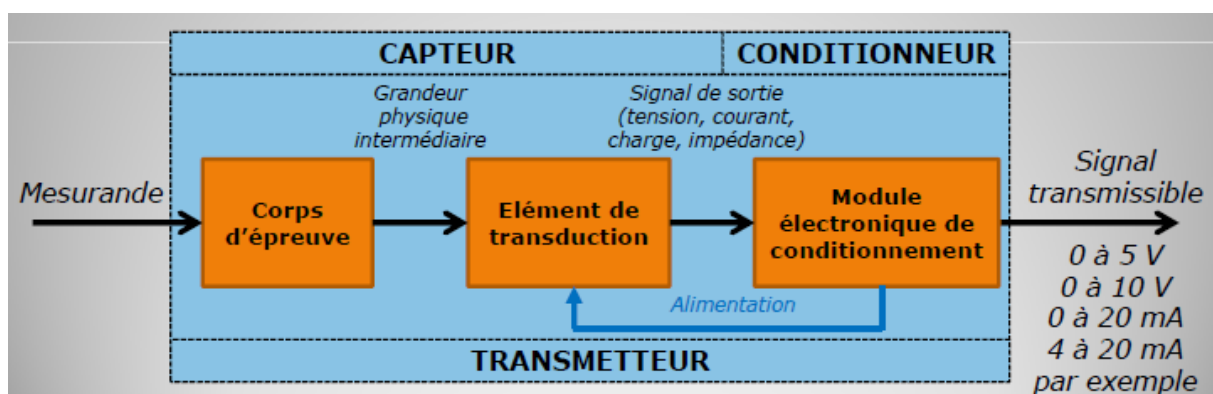 CAPTEUR
CONDITIONNEUR
Grandeur
physique
intermédiaire
Signal de sortie
(tension, courant,
charge, impédance)
Mesurande
Corps
d’épreuve
Elément de
transduction
Module
électronique de
conditionnement
Signal
transmissible
0 à 5 V
0 à 10 V
0 à 20 mA
4 à 20 mA
par exemple
Alimentation
TRANSMETTEUR